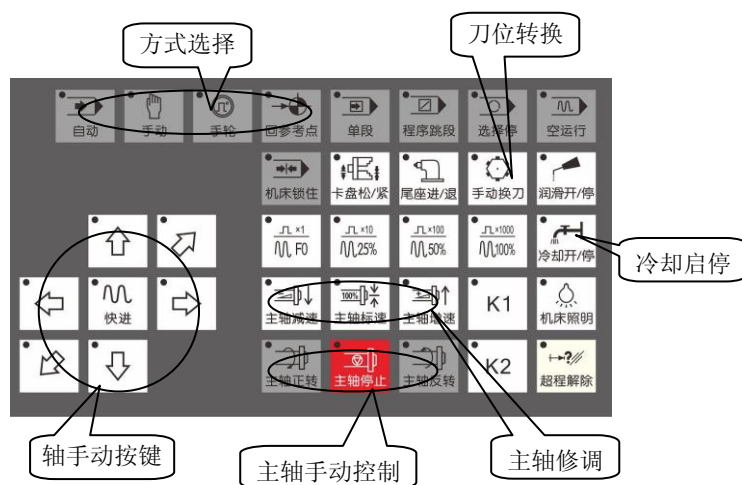 方式选择
刀位转换
自动
手动
手轮
回参考点
单段
程序跳段
选择停
空运行
机床锁住
卡盘松/紧
尾座进/退
手动换刀
润滑开/停
×1
F0
×10
25%
×100
50%
×1000
100%
冷却开/停
冷却启停
快进
主轴减速
100%
主轴标速
主轴增速
K1
机床照明
主轴正转
主轴停止
主轴反转
K2
超程解除
轴手动按键
主轴手动控制
主轴修调